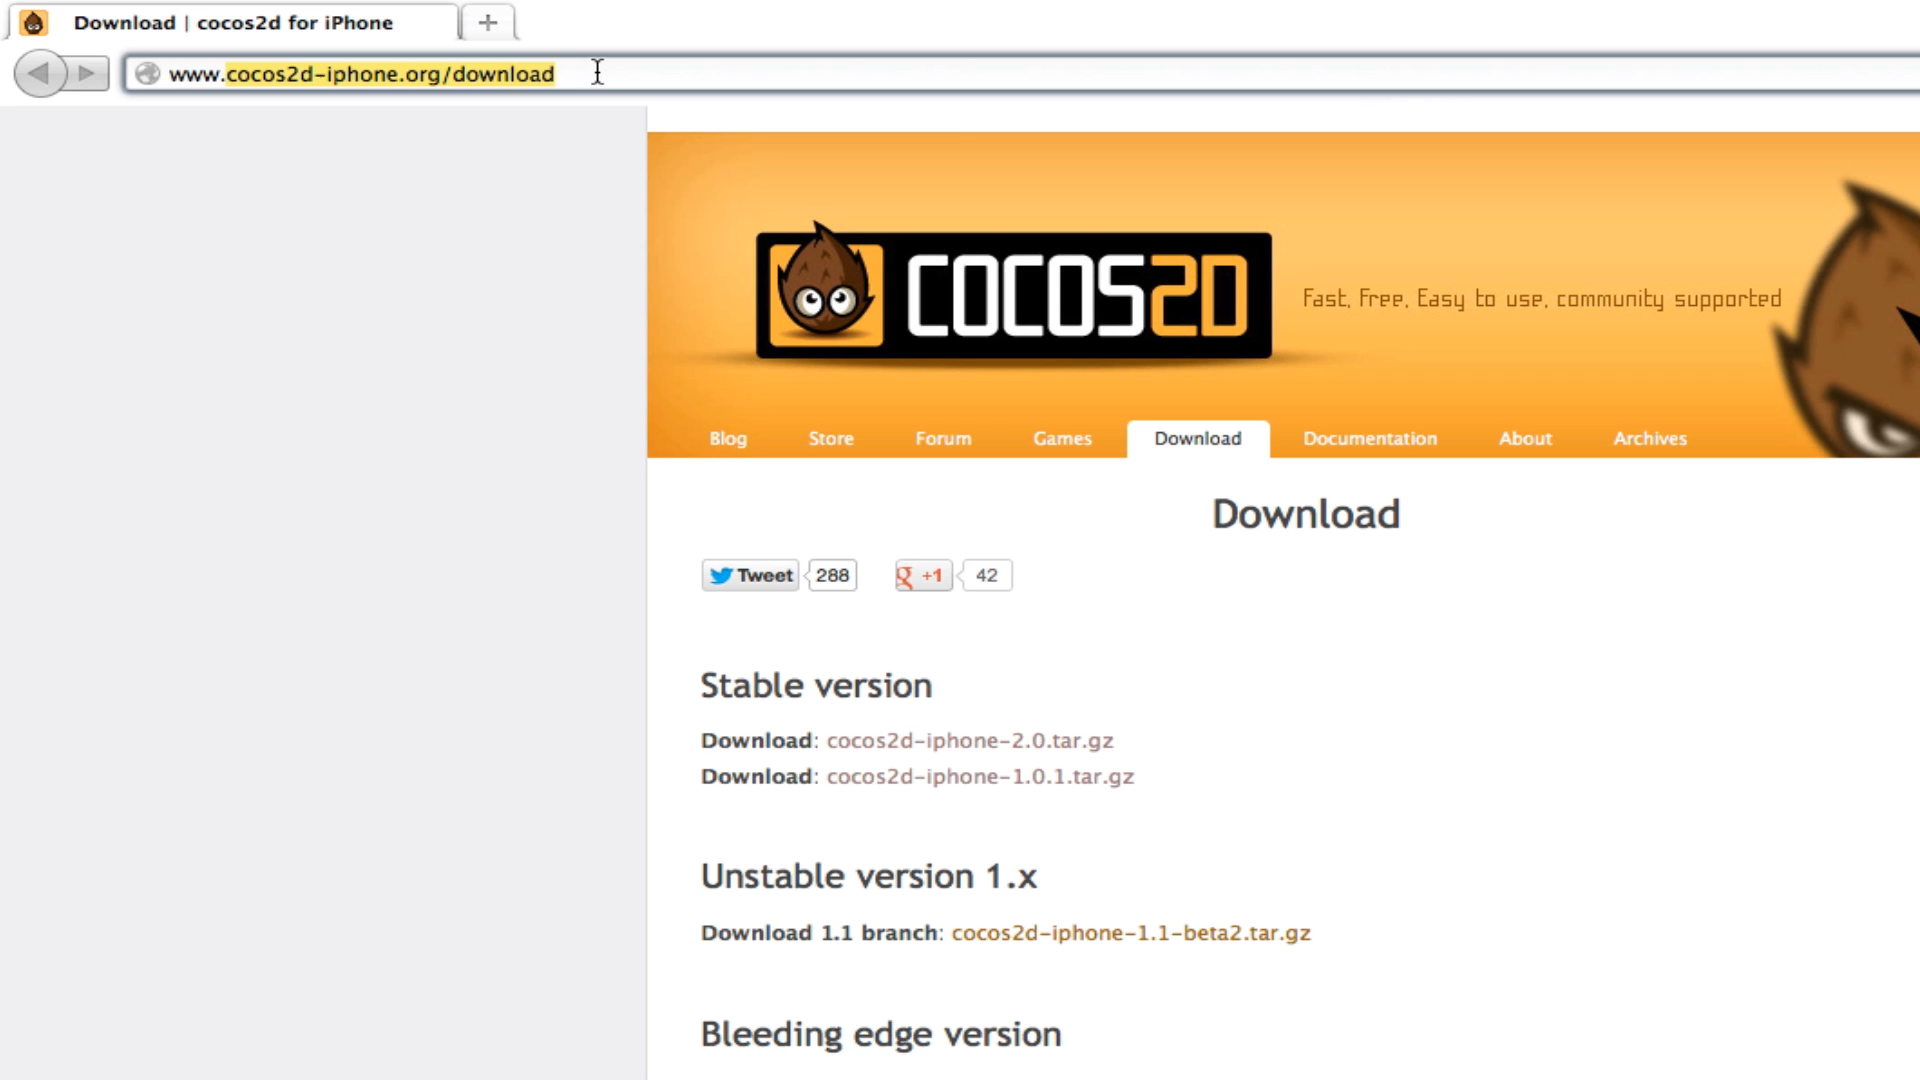 Download | cocos2d for iPhone
www.cocos2d-iphone.org/download
COCOS2D
Fast, Free, Easy to use, community supported
Blog Store Forum Games Download Documentation About Archives
Download
Tweet 288 +1 42
Stable version
Download: cocos2d-iphone-2.0.tar.gz
Download: cocos2d-iphone-1.0.1.tar.gz
Unstable version 1.x
Download 1.1 branch: cocos2d-iphone-1.1-beta2.tar.gz
Bleeding edge version